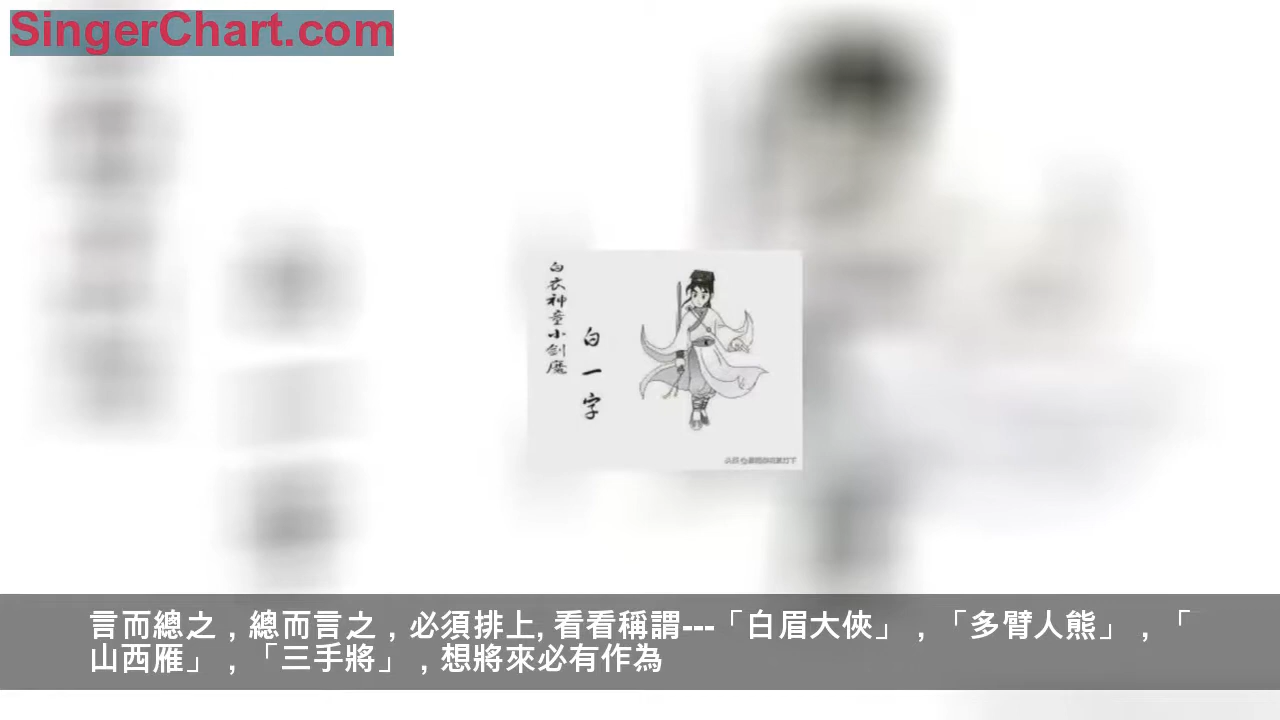 SingerChart.com
白衣神童小劍魔
白一字
言而總之，總而言之，必須排上, 看看稱謂---「白眉大俠」，「多臂人熊」，「
山西雁」，「三手將」，想將來必有作為